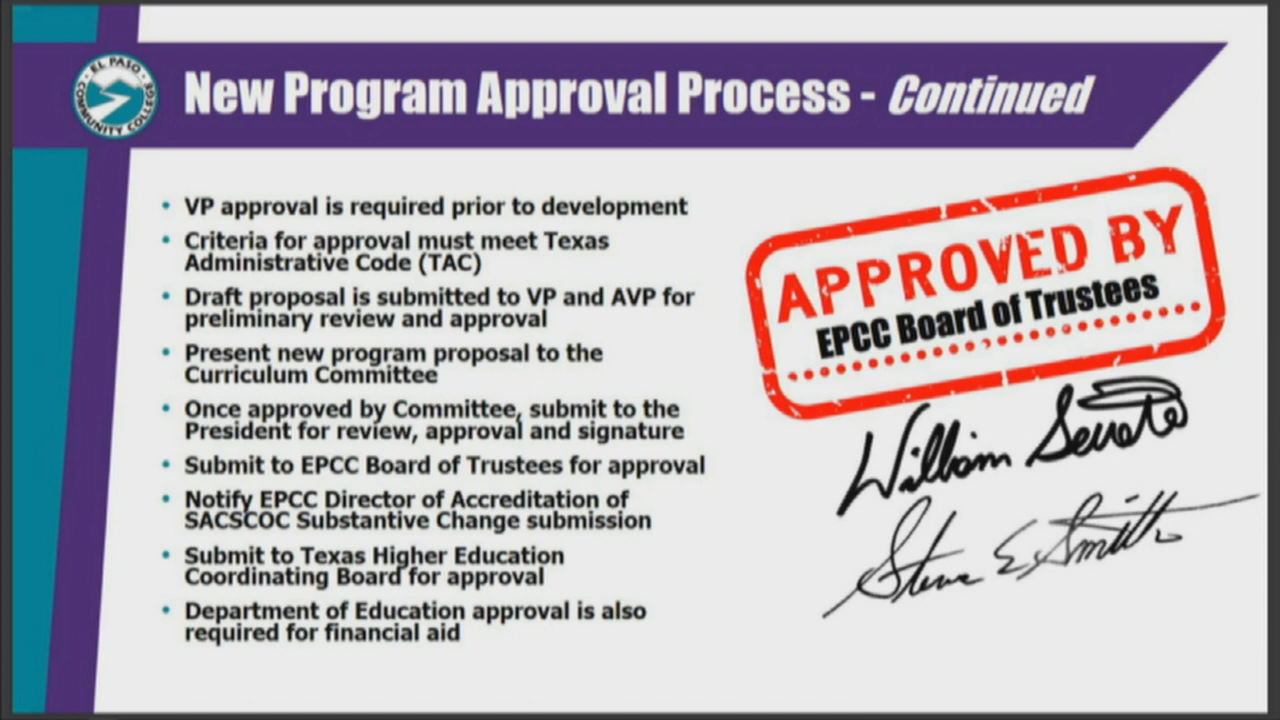 EL PASO
COMMUNITY COLLEGE
New Program Approval Process - Continued
• VP approval is required prior to development
• Criteria for approval must meet Texas
Administrative Code (TAC)
• Draft proposal is submitted to VP and AVP for
preliminary review and approval
• Present new program proposal to the
Curriculum Committee
• Once approved by Committee, submit to the
President for review, approval and signature
• Submit to EPCC Board of Trustees for approval
• Notify EPCC Director of Accreditation of
SACSCOC Substantive Change submission
• Submit to Texas Higher Education
Coordinating Board for approval
• Department of Education approval is also
required for financial aid
APPROVED BY
EPCC Board of Trustees
William
Steve E Smith